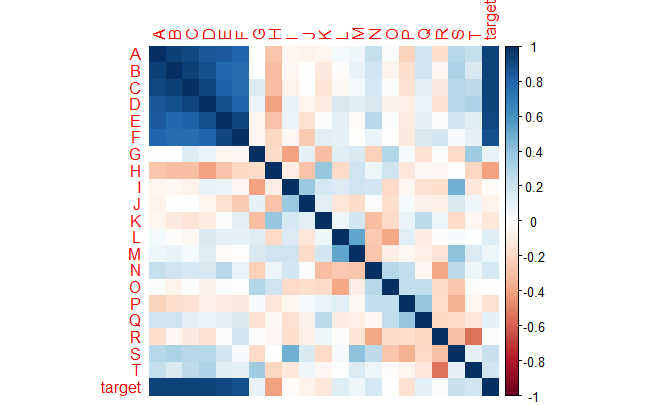 A B C D E F G H I J K L M N O P Q R S T target
A
B
C
D
E
F
G
H
I
J
K
L
M
N
O
P
Q
R
S
T
target
1
0.8
0.6
0.4
0.2
0
-0.2
-0.4
-0.6
-0.8
-1